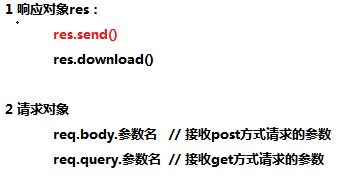 1 响应对象res：
res.send()
res.download()
2 请求对象
req.body.参数名 // 接收post方式请求的参数
req.query.参数名 // 接收get方式请求的参数